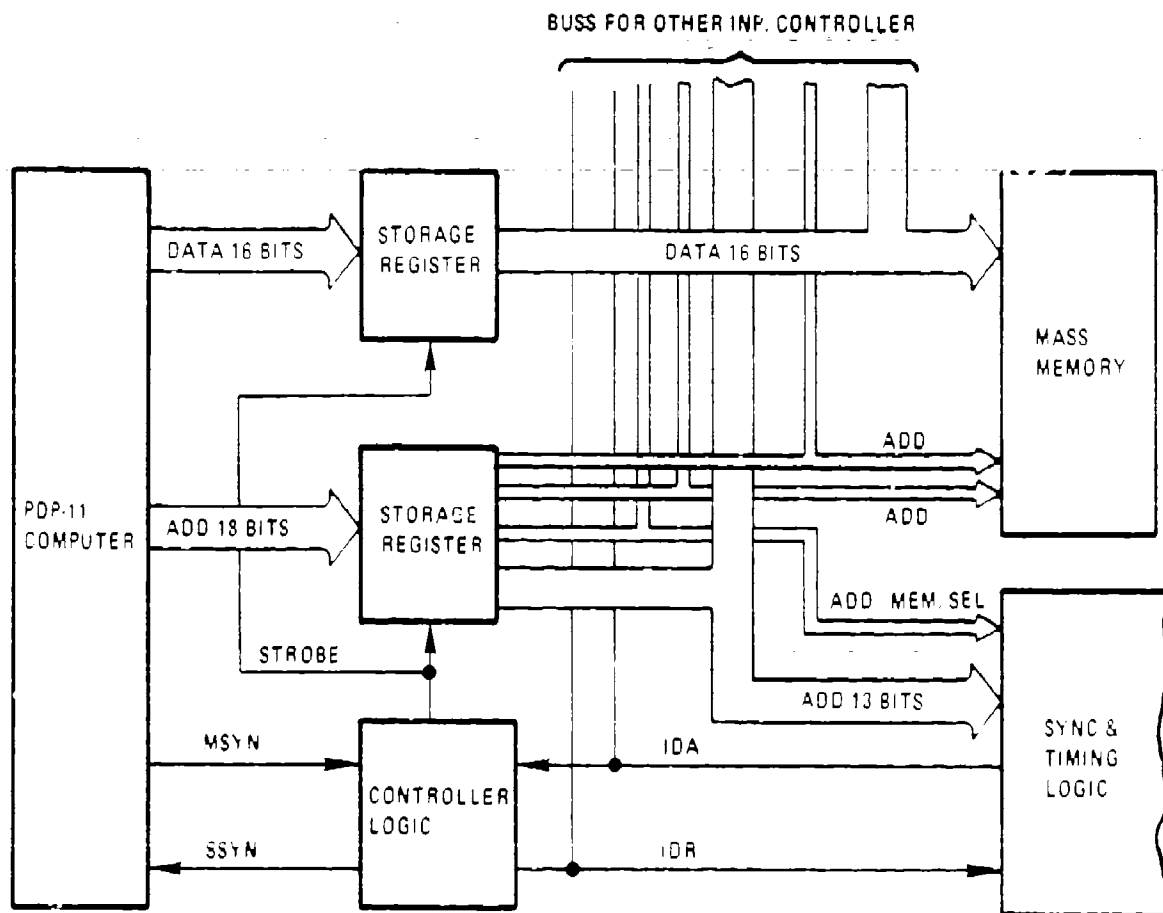 BUSS FOR OTHER INP. CONTROLLER
DATA 16 BITS
STORAGE
REGISTER
DATA 16 BITS
MASS
MEMORY
PDP-11
COMPUTER
ADD 18 BITS
STORAGE
REGISTER
ADD
ADD
ADD MEM. SEL
STROBE
ADD 13 BITS
MSYN
CONTROLLER
LOGIC
IDA
SYNC &
TIMING
LOGIC
SSYN
IDR